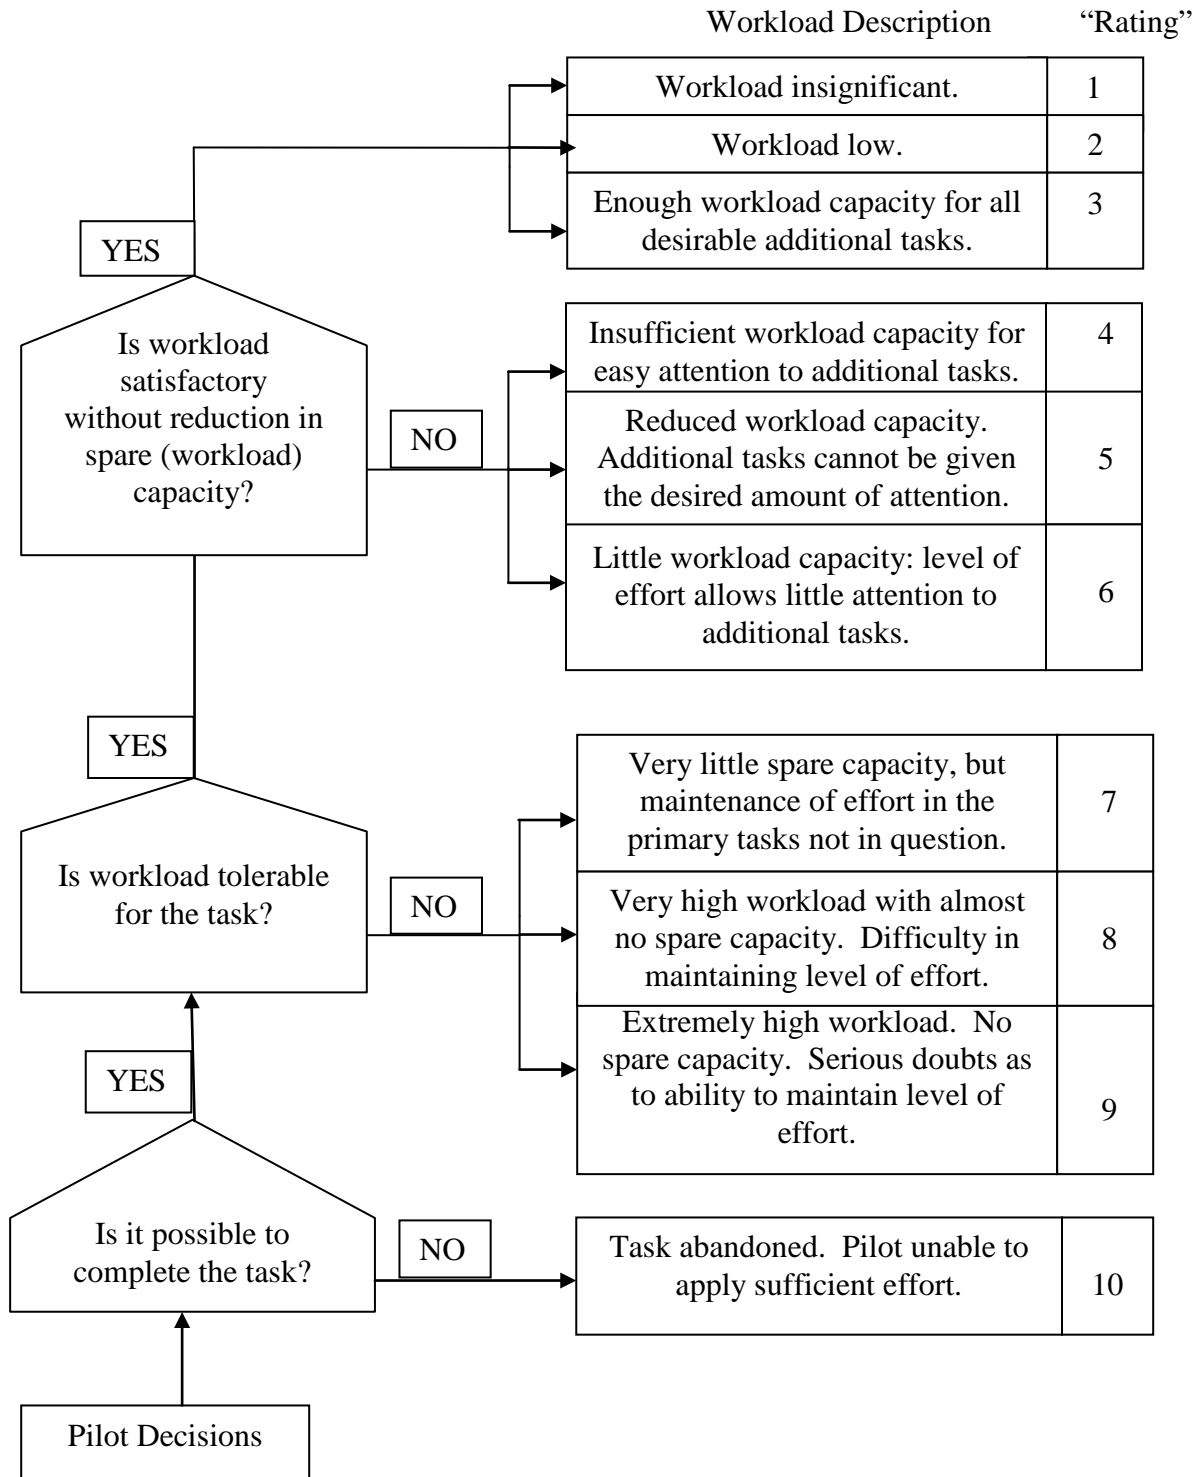 Workload Description “Rating”
Workload insignificant. 1
Workload low. 2
Enough workload capacity for all 3
desirable additional tasks.
YES
Is workload
satisfactory
without reduction in
spare (workload)
capacity?
NO
Insufficient workload capacity for 4
easy attention to additional tasks.
Reduced workload capacity.
Additional tasks cannot be given 5
the desired amount of attention.
Little workload capacity: level of
effort allows little attention to 6
additional tasks.
YES
Is workload tolerable
for the task?
NO
Very little spare capacity, but
maintenance of effort in the 7
primary tasks not in question.
Very high workload with almost
no spare capacity. Difficulty in 8
maintaining level of effort.
Extremely high workload. No
spare capacity. Serious doubts as
to ability to maintain level of 9
effort.
YES
Is it possible to
complete the task?
NO
Task abandoned. Pilot unable to
apply sufficient effort. 10
Pilot Decisions